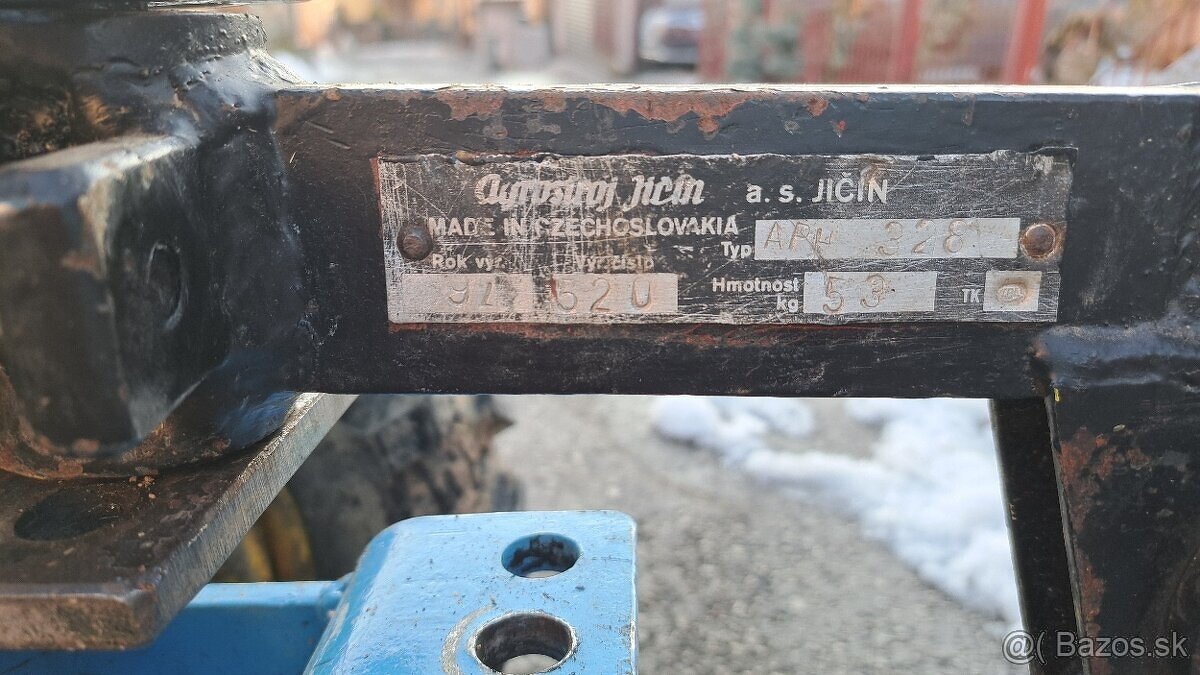 Agrostroj Jičín a. s. JIČÍN
MADE IN CZECHOSLOVAKIA
Typ APH 328
Rok výr. Výr. číslo
620
Hmotnost kg 53 TK
@( Bazos.sk